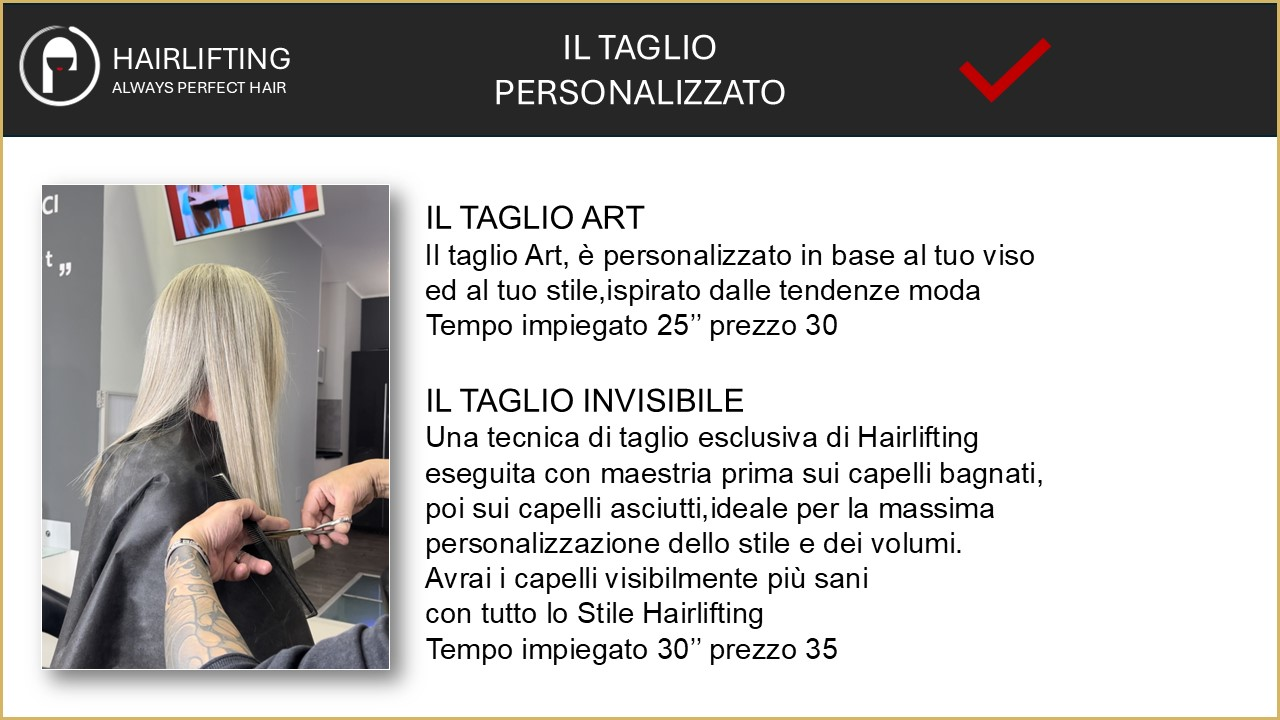 HAIRLIFTING
ALWAYS PERFECT HAIR
IL TAGLIO
PERSONALIZZATO
CI
t „
IL TAGLIO ART
Il taglio Art, è personalizzato in base al tuo viso
ed al tuo stile,ispirato dalle tendenze moda
Tempo impiegato 25’’ prezzo 30
IL TAGLIO INVISIBILE
Una tecnica di taglio esclusiva di Hairlifting
eseguita con maestria prima sui capelli bagnati,
poi sui capelli asciutti,ideale per la massima
personalizzazione dello stile e dei volumi.
Avrai i capelli visibilmente più sani
con tutto lo Stile Hairlifting
Tempo impiegato 30’’ prezzo 35